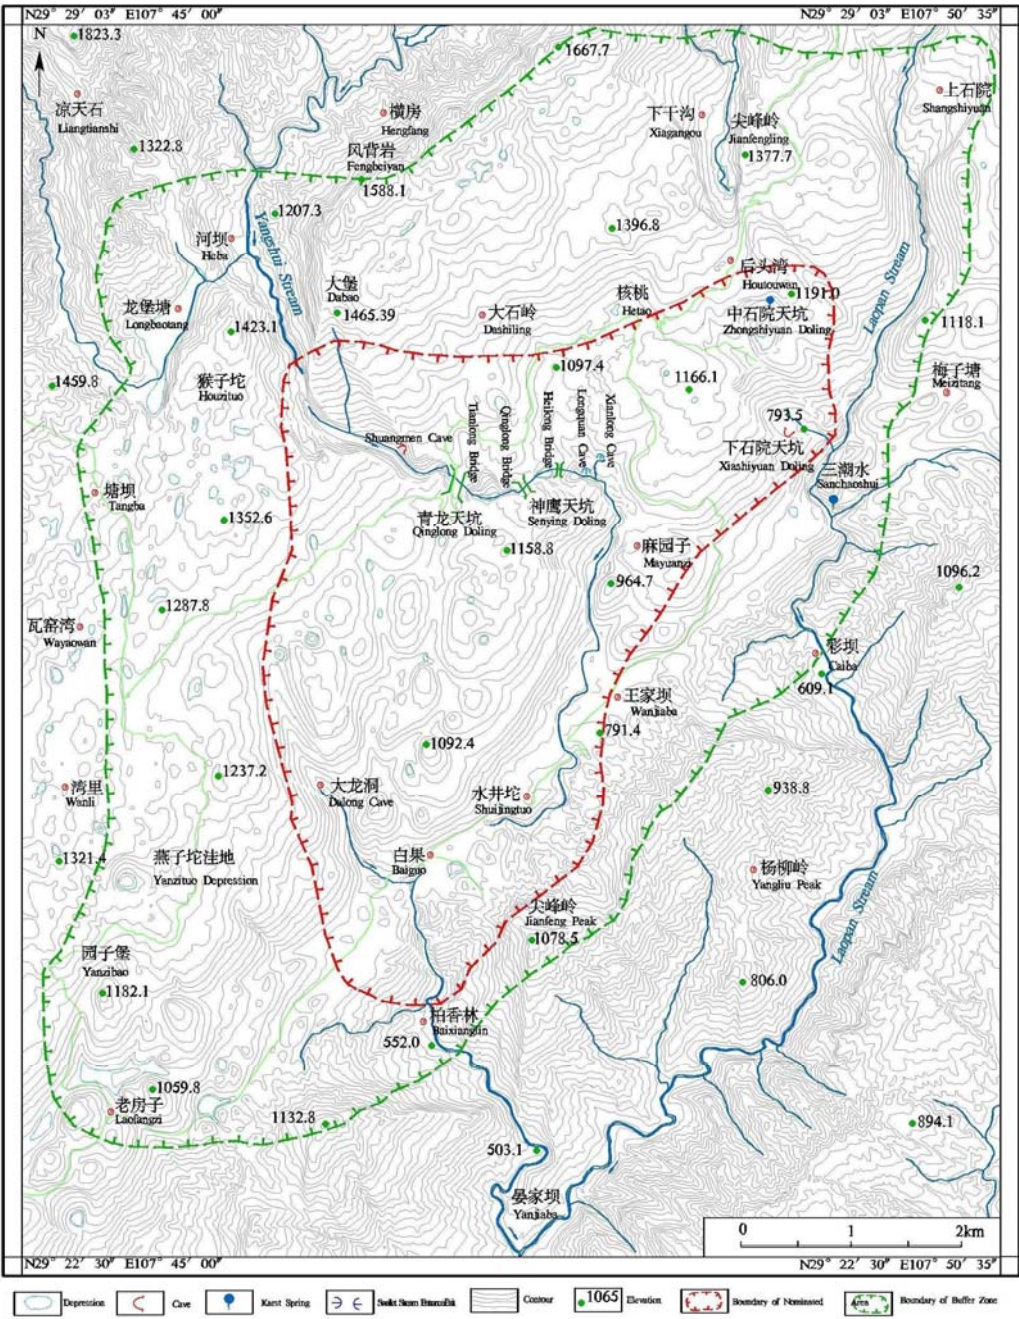 N29° 29′ 03″ E107° 45′ 00″
N29° 29′ 03″ E107° 50′ 35″
N
1823.3
1667.7
凉天石
Liangtianshi
横房
Hengfang
下干沟
Xiagangou
尖峰岭
Jianfengling
1377.7
上石院
Shangshiyuan
1322.8
风背岩
Fengbeiyan
1588.1
1207.3
1396.8
河坝
Heba
Yangshui Stream
Laopan Stream
后头湾
Houtouwan
1191.0
大堡
Dabao
1465.39
龙堡塘
Longbaotang
大石岭
Dashiling
核桃
Hetao
中石院天坑
Zhongshiyuan Doling
1118.1
1423.1
1459.8
猴子坨
Houzituo
1097.4
1166.1
梅子塘
Meizitang
793.5
Shuangmen Cave
Tianlong Bridge
Qinglong Bridge
Heilong Bridge
Longquan Cave
Xianlong Cave
下石院天坑
Xiashiyuan Doling
三潮水
Sanchaoshui
塘坝
Tangba
1352.6
青龙天坑
Qinglong Doling
神鹰天坑
Senying Doling
1158.8
麻园子
Mayuanzi
964.7
1096.2
1287.8
瓦窑湾
Wayaowan
彩坝
Caiba
609.1
王家坝
Wanjiaba
791.4
1092.4
1237.2
湾里
Wanli
大龙洞
Dalong Cave
水井坨
Shuijingtuo
938.8
1321.4
燕子坨洼地
Yanzituo Depression
白果
Baiguo
杨柳岭
Yangliu Peak
尖峰岭
Jianfeng Peak
1078.5
Laopan Stream
园子堡
Yanzibao
1182.1
806.0
柏香林
Baixianglin
552.0
1059.8
老房子
Laofangzi
1132.8
894.1
503.1
晏家坝
Yanjiaba
0 1 2km
N29° 22′ 30″ E107° 45′ 00″
N29° 22′ 30″ E107° 50′ 35″
Depression
Cave
Karst Spring
Contour
1065 Elevation
Boundary of Nominated
Area
Boundary of Buffer Zone